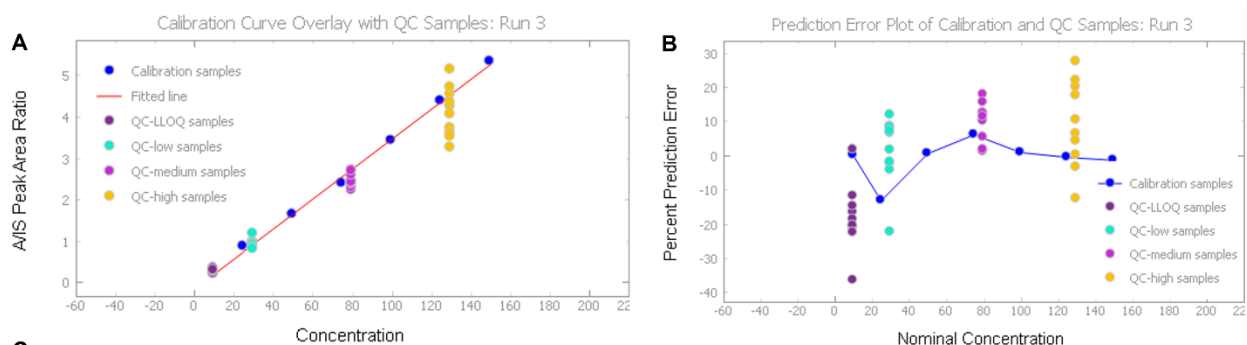 Calibration Curve Overlay with QC Samples: Run 3
A
A/IS Peak Area Ratio
5
4
3
2
1
0
Calibration samples
Fitted line
QC-LLOQ samples
QC-low samples
QC-medium samples
QC-high samples
-60 -40 -20 0 20 40 60 80 100 120 140 160 180 200 22
Concentration
Prediction Error Plot of Calibration and QC Samples: Run 3
B
Percent Prediction Error
30
20
10
0
-10
-20
-30
-40
Calibration samples
QC-LLOQ samples
QC-low samples
QC-medium samples
QC-high samples
-60 -40 -20 0 20 40 60 80 100 120 140 160 180 200 22
Nominal Concentration